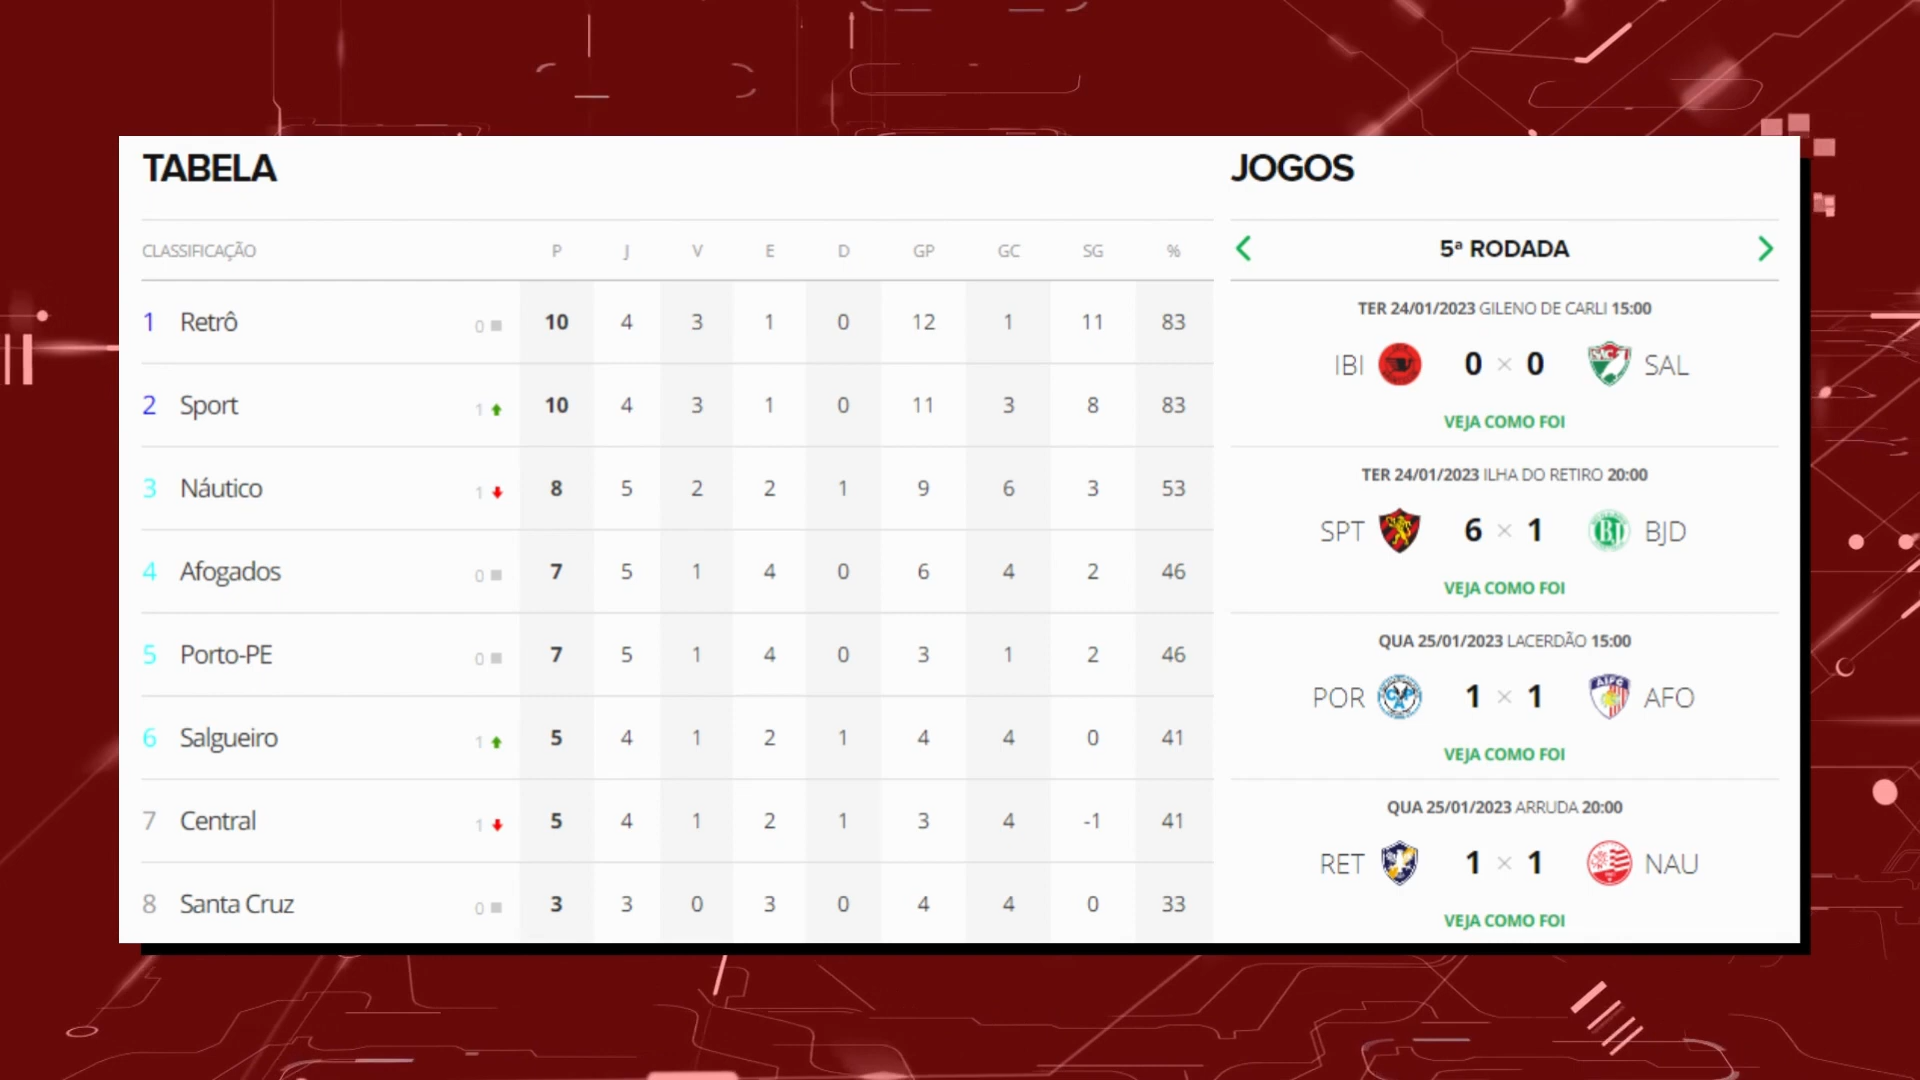 TABELA
CLASSIFICAÇÃO P J V E D GP GC SG %
1 Retrô 0 10 4 3 1 0 12 1 11 83
2 Sport 1 10 4 3 1 0 11 3 8 83
3 Náutico 1 8 5 2 2 1 9 6 3 53
4 Afogados 0 7 5 1 4 0 6 4 2 46
5 Porto-PE 0 7 5 1 4 0 3 1 2 46
6 Salgueiro 1 5 4 1 2 1 4 4 0 41
7 Central 1 5 4 1 2 1 3 4 -1 41
8 Santa Cruz 0 3 3 0 3 0 4 4 0 33
JOGOS
5ª RODADA
TER 24/01/2023 GILENO DE CARLI 15:00
IBI 0 × 0 SAL
VEJA COMO FOI
TER 24/01/2023 ILHA DO RETIRO 20:00
SPT 6 × 1 BJD
VEJA COMO FOI
QUA 25/01/2023 LACERDÃO 15:00
POR 1 × 1 AFO
VEJA COMO FOI
QUA 25/01/2023 ARRUDA 20:00
RET 1 × 1 NAU
VEJA COMO FOI